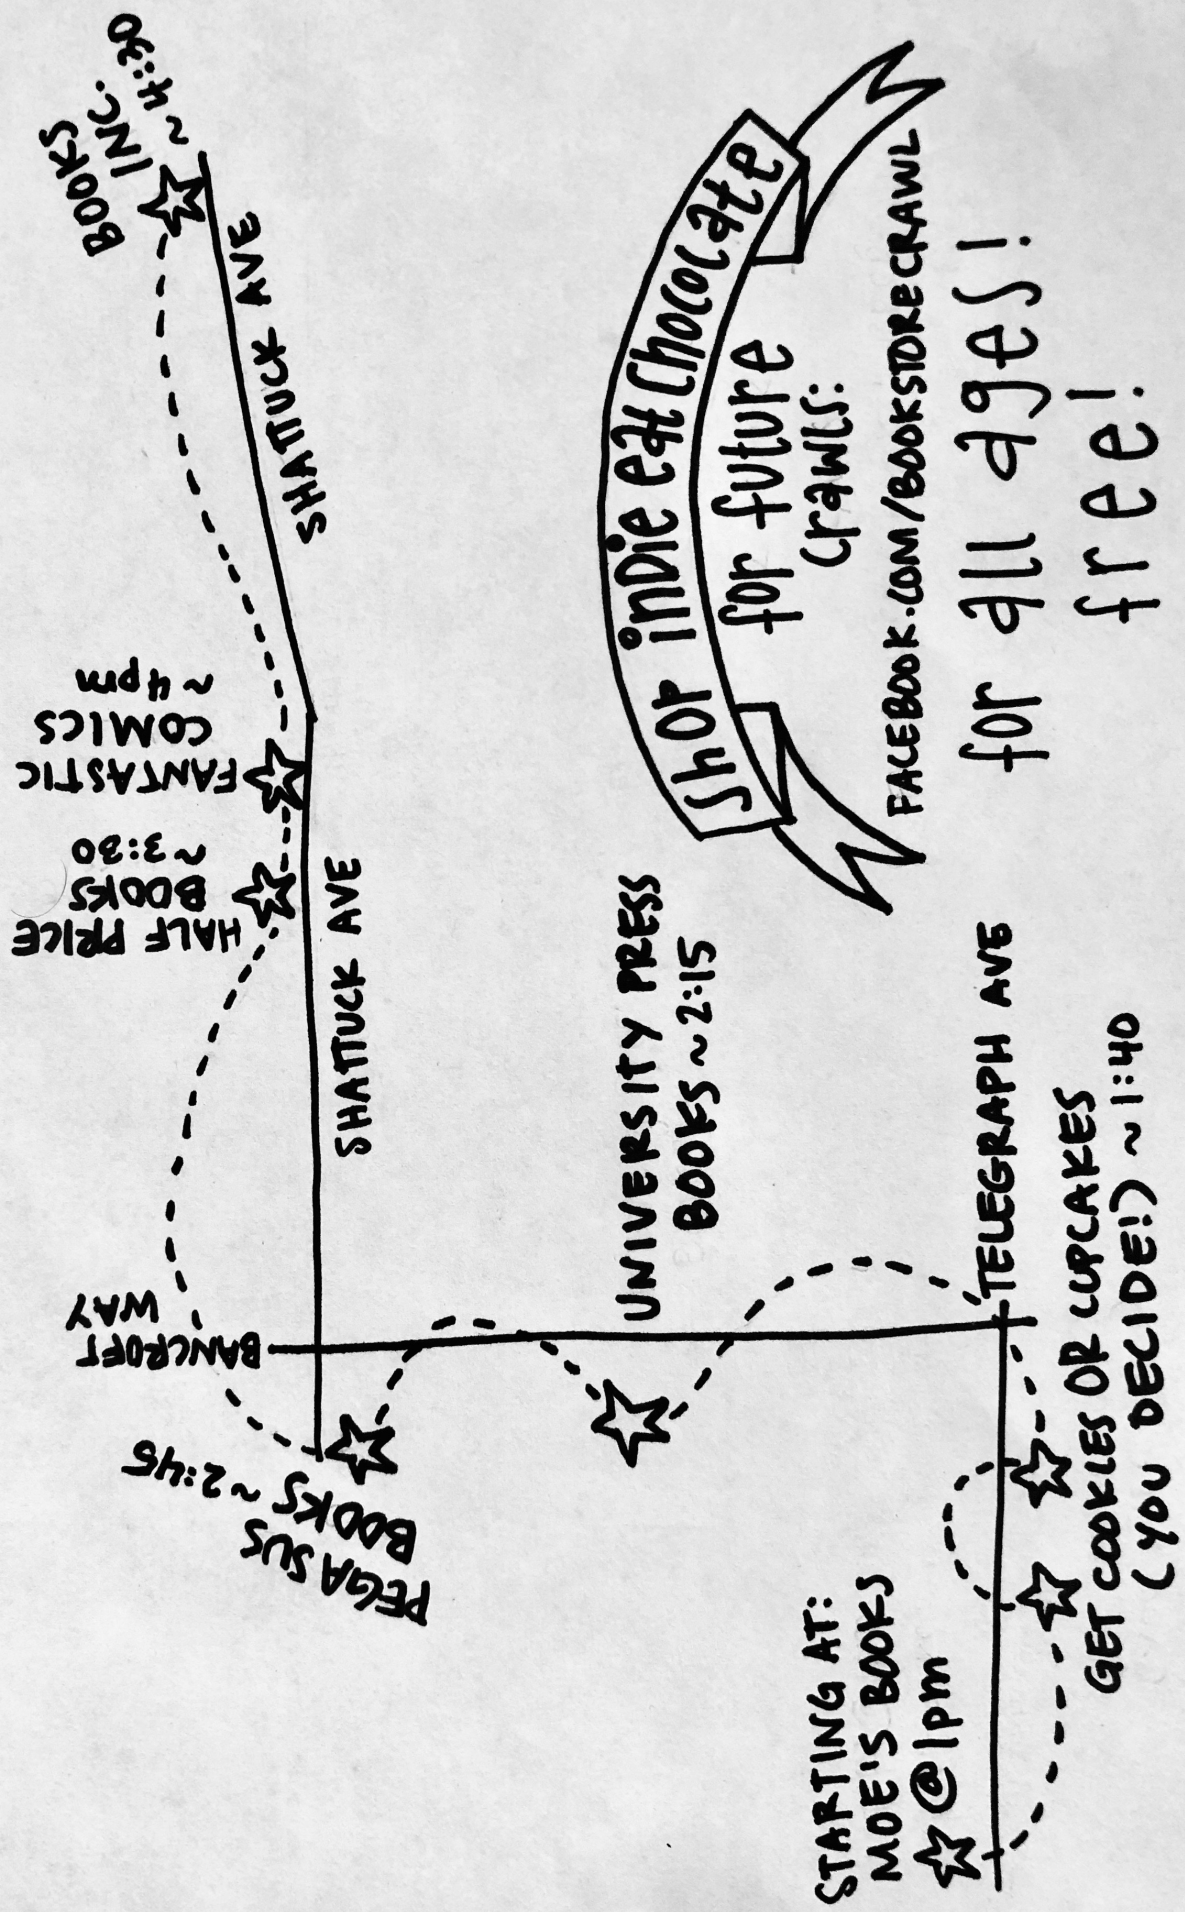 STARTING AT:
MOE'S BOOKS
@1pm
GET COOKIES OR CUPCAKES
(YOU DECIDE!) ~1:40
TELEGRAPH AVE
UNIVERSITY PRESS
BOOKS ~2:15
BANCROFT
WAY
PEGASUS
BOOKS ~2:45
SHATTUCK AVE
HALF PRICE
BOOKS
~3:30
FANTASTIC
COMICS
~4pm
SHATTUCK AVE
BOOKS
INC.
~4:30
shop indie eat chocolate
for future
crawls:
FACEBOOK.COM/BOOKSTORECRAWL
for all ages!
free!